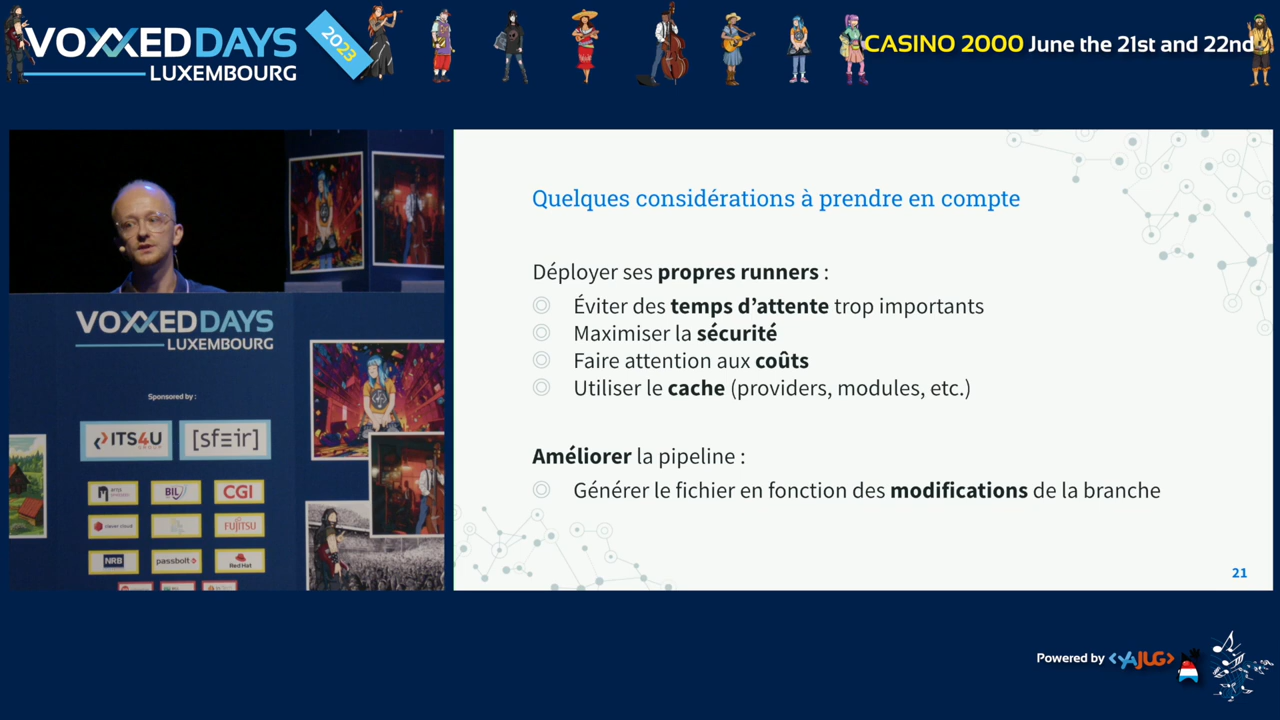 VOXXED DAYS
LUXEMBOURG
2023
CASINO 2000 June the 21st and 22nd
VOXXED DAYS
LUXEMBOURG
Sponsored by :
ITS4U
GROUP
[sfeir]
BIL
CGI
clever cloud
FUJITSU
NRB
passbolt
Red Hat
Quelques considérations à prendre en compte
Déployer ses propres runners :
Éviter des temps d’attente trop importants
Maximiser la sécurité
Faire attention aux coûts
Utiliser le cache (providers, modules, etc.)
Améliorer la pipeline :
Générer le fichier en fonction des modifications de la branche
21
Powered by <YAJUG>